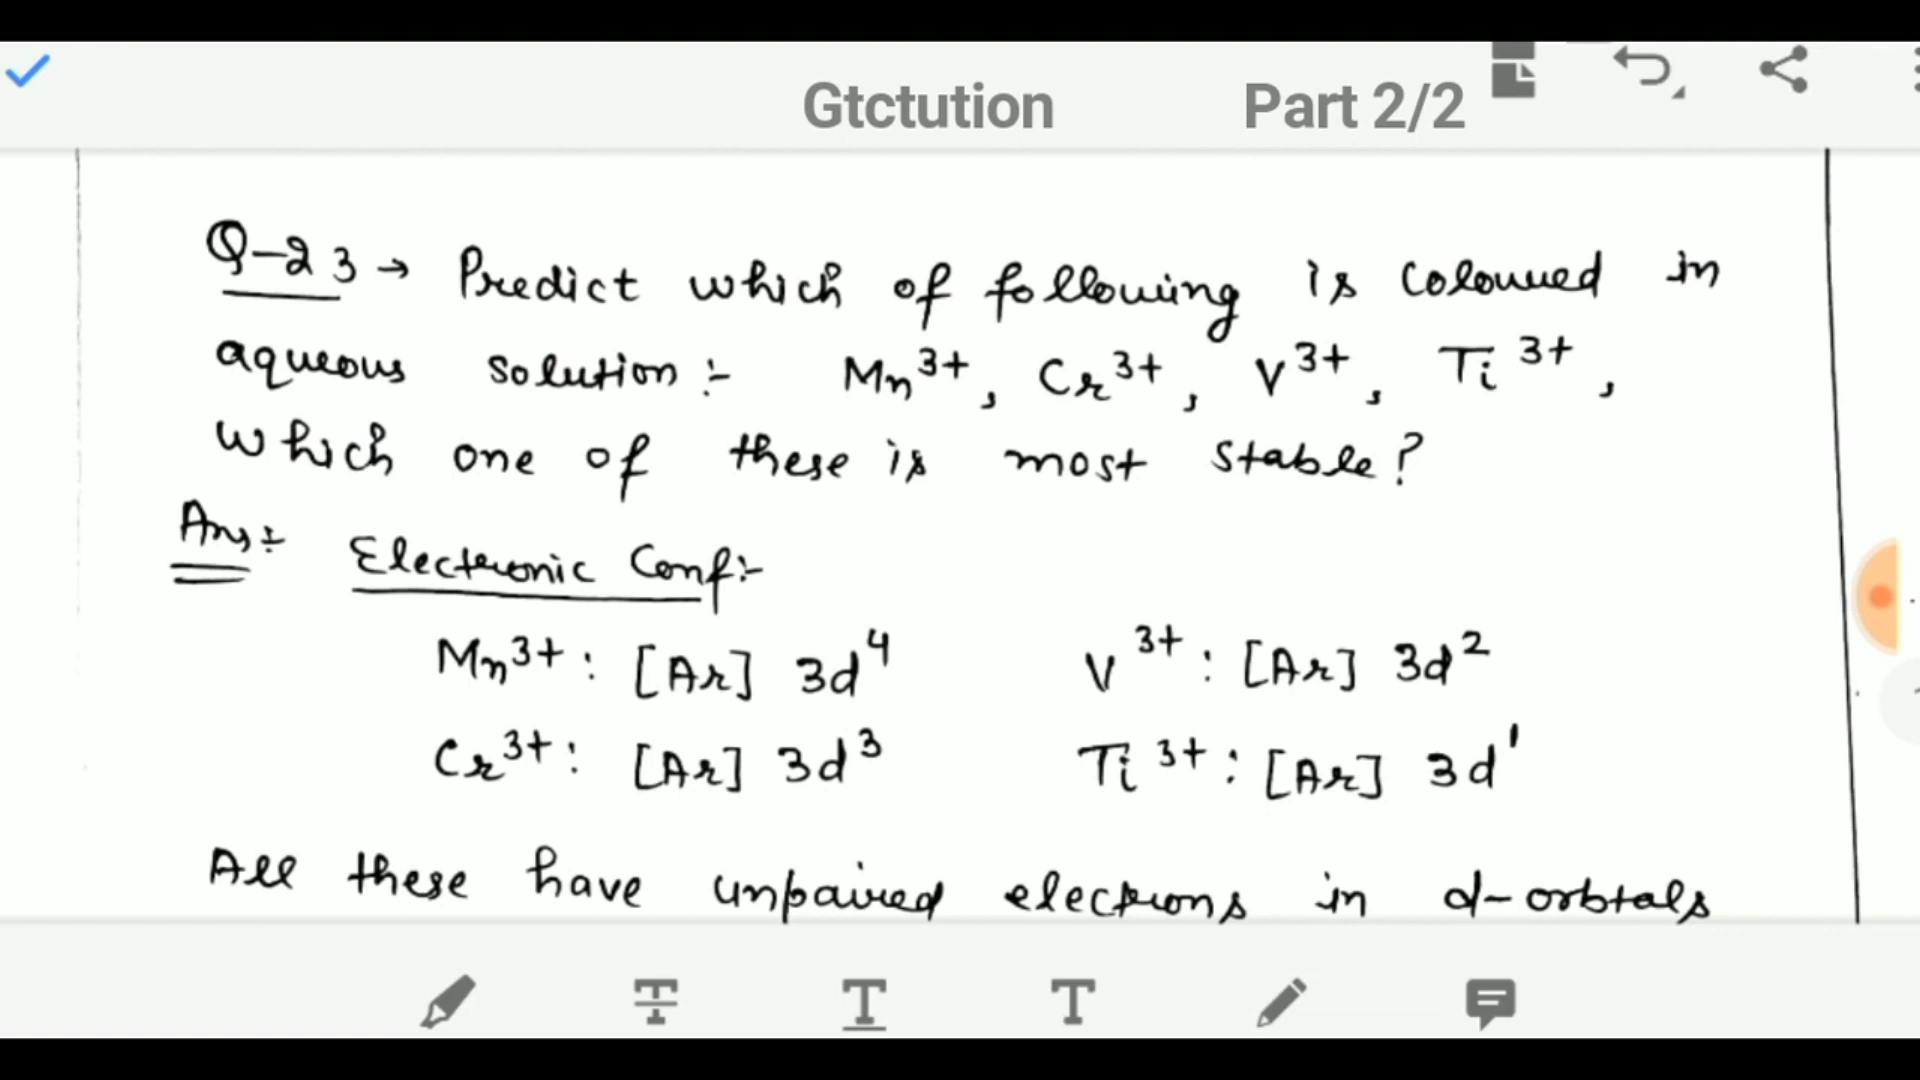 Gtctution Part 2/2
Q-23 → Predict which of following is coloured in
aqueous solution :- Mn³⁺, Cr³⁺, V³⁺, Ti³⁺,
which one of these is most stable?
Ans:- Electronic Conf:-
Mn³⁺ : [Ar] 3d⁴ V³⁺ : [Ar] 3d²
Cr³⁺ : [Ar] 3d³ Ti³⁺ : [Ar] 3d¹
All these have unpaired electrons in d-orbtals